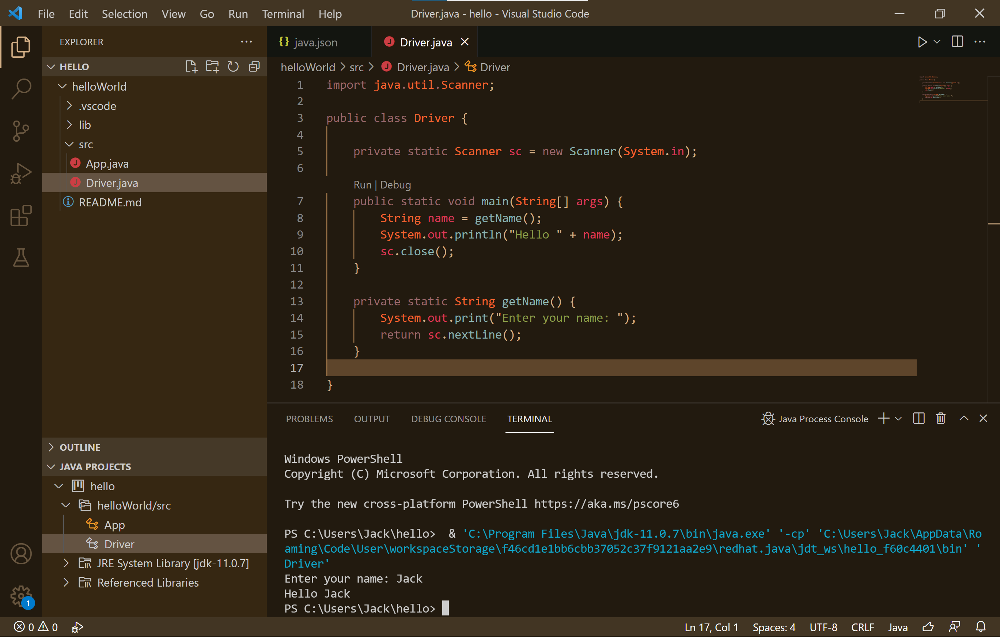 File Edit Selection View Go Run Terminal Help Driver.java - hello - Visual Studio Code
EXPLORER
HELLO
helloWorld
.vscode
lib
src
App.java
Driver.java
README.md
OUTLINE
JAVA PROJECTS
hello
helloWorld/src
App
Driver
JRE System Library [jdk-11.0.7]
Referenced Libraries
1
{} java.json J Driver.java
helloWorld > src > J Driver.java > Driver
1 import java.util.Scanner;
2
3 public class Driver {
4
5 private static Scanner sc = new Scanner(System.in);
6
Run | Debug
7 public static void main(String[] args) {
8 String name = getName();
9 System.out.println("Hello " + name);
10 sc.close();
11 }
12
13 private static String getName() {
14 System.out.print("Enter your name: ");
15 return sc.nextLine();
16 }
17
18 }
PROBLEMS OUTPUT DEBUG CONSOLE TERMINAL Java Process Console
Windows PowerShell
Copyright (C) Microsoft Corporation. All rights reserved.
Try the new cross-platform PowerShell https://aka.ms/pscore6
PS C:\Users\Jack\hello>  & 'C:\Program Files\Java\jdk-11.0.7\bin\java.exe' '-cp' 'C:\Users\Jack\AppData\Ro
aming\Code\User\workspaceStorage\f46cd1e1bb6cbb37052c37f9121aa2e9\redhat.java\jdt_ws\hello_f60c4401\bin' '
Driver'
Enter your name: Jack
Hello Jack
PS C:\Users\Jack\hello>
0 0 Ln 17, Col 1 Spaces: 4 UTF-8 CRLF Java